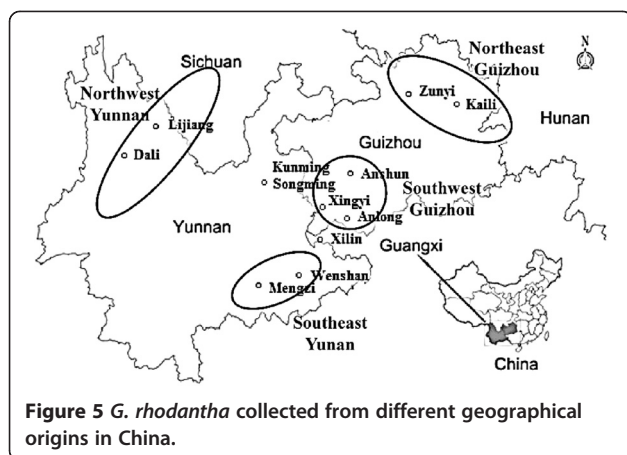 N
Northeast
Guizhou
Sichuan
Northwest
Yunnan
Zunyi
Kaili
Lijiang
Hunan
Guizhou
Dali
Kunming
Songming
Anshun
Xingyi
Southwest
Guizhou
Anlong
Yunnan
Xilin
Guangxi
Wenshan
Mengzi
Southeast
Yunan
China
Figure 5 G. rhodantha collected from different geographical
origins in China.